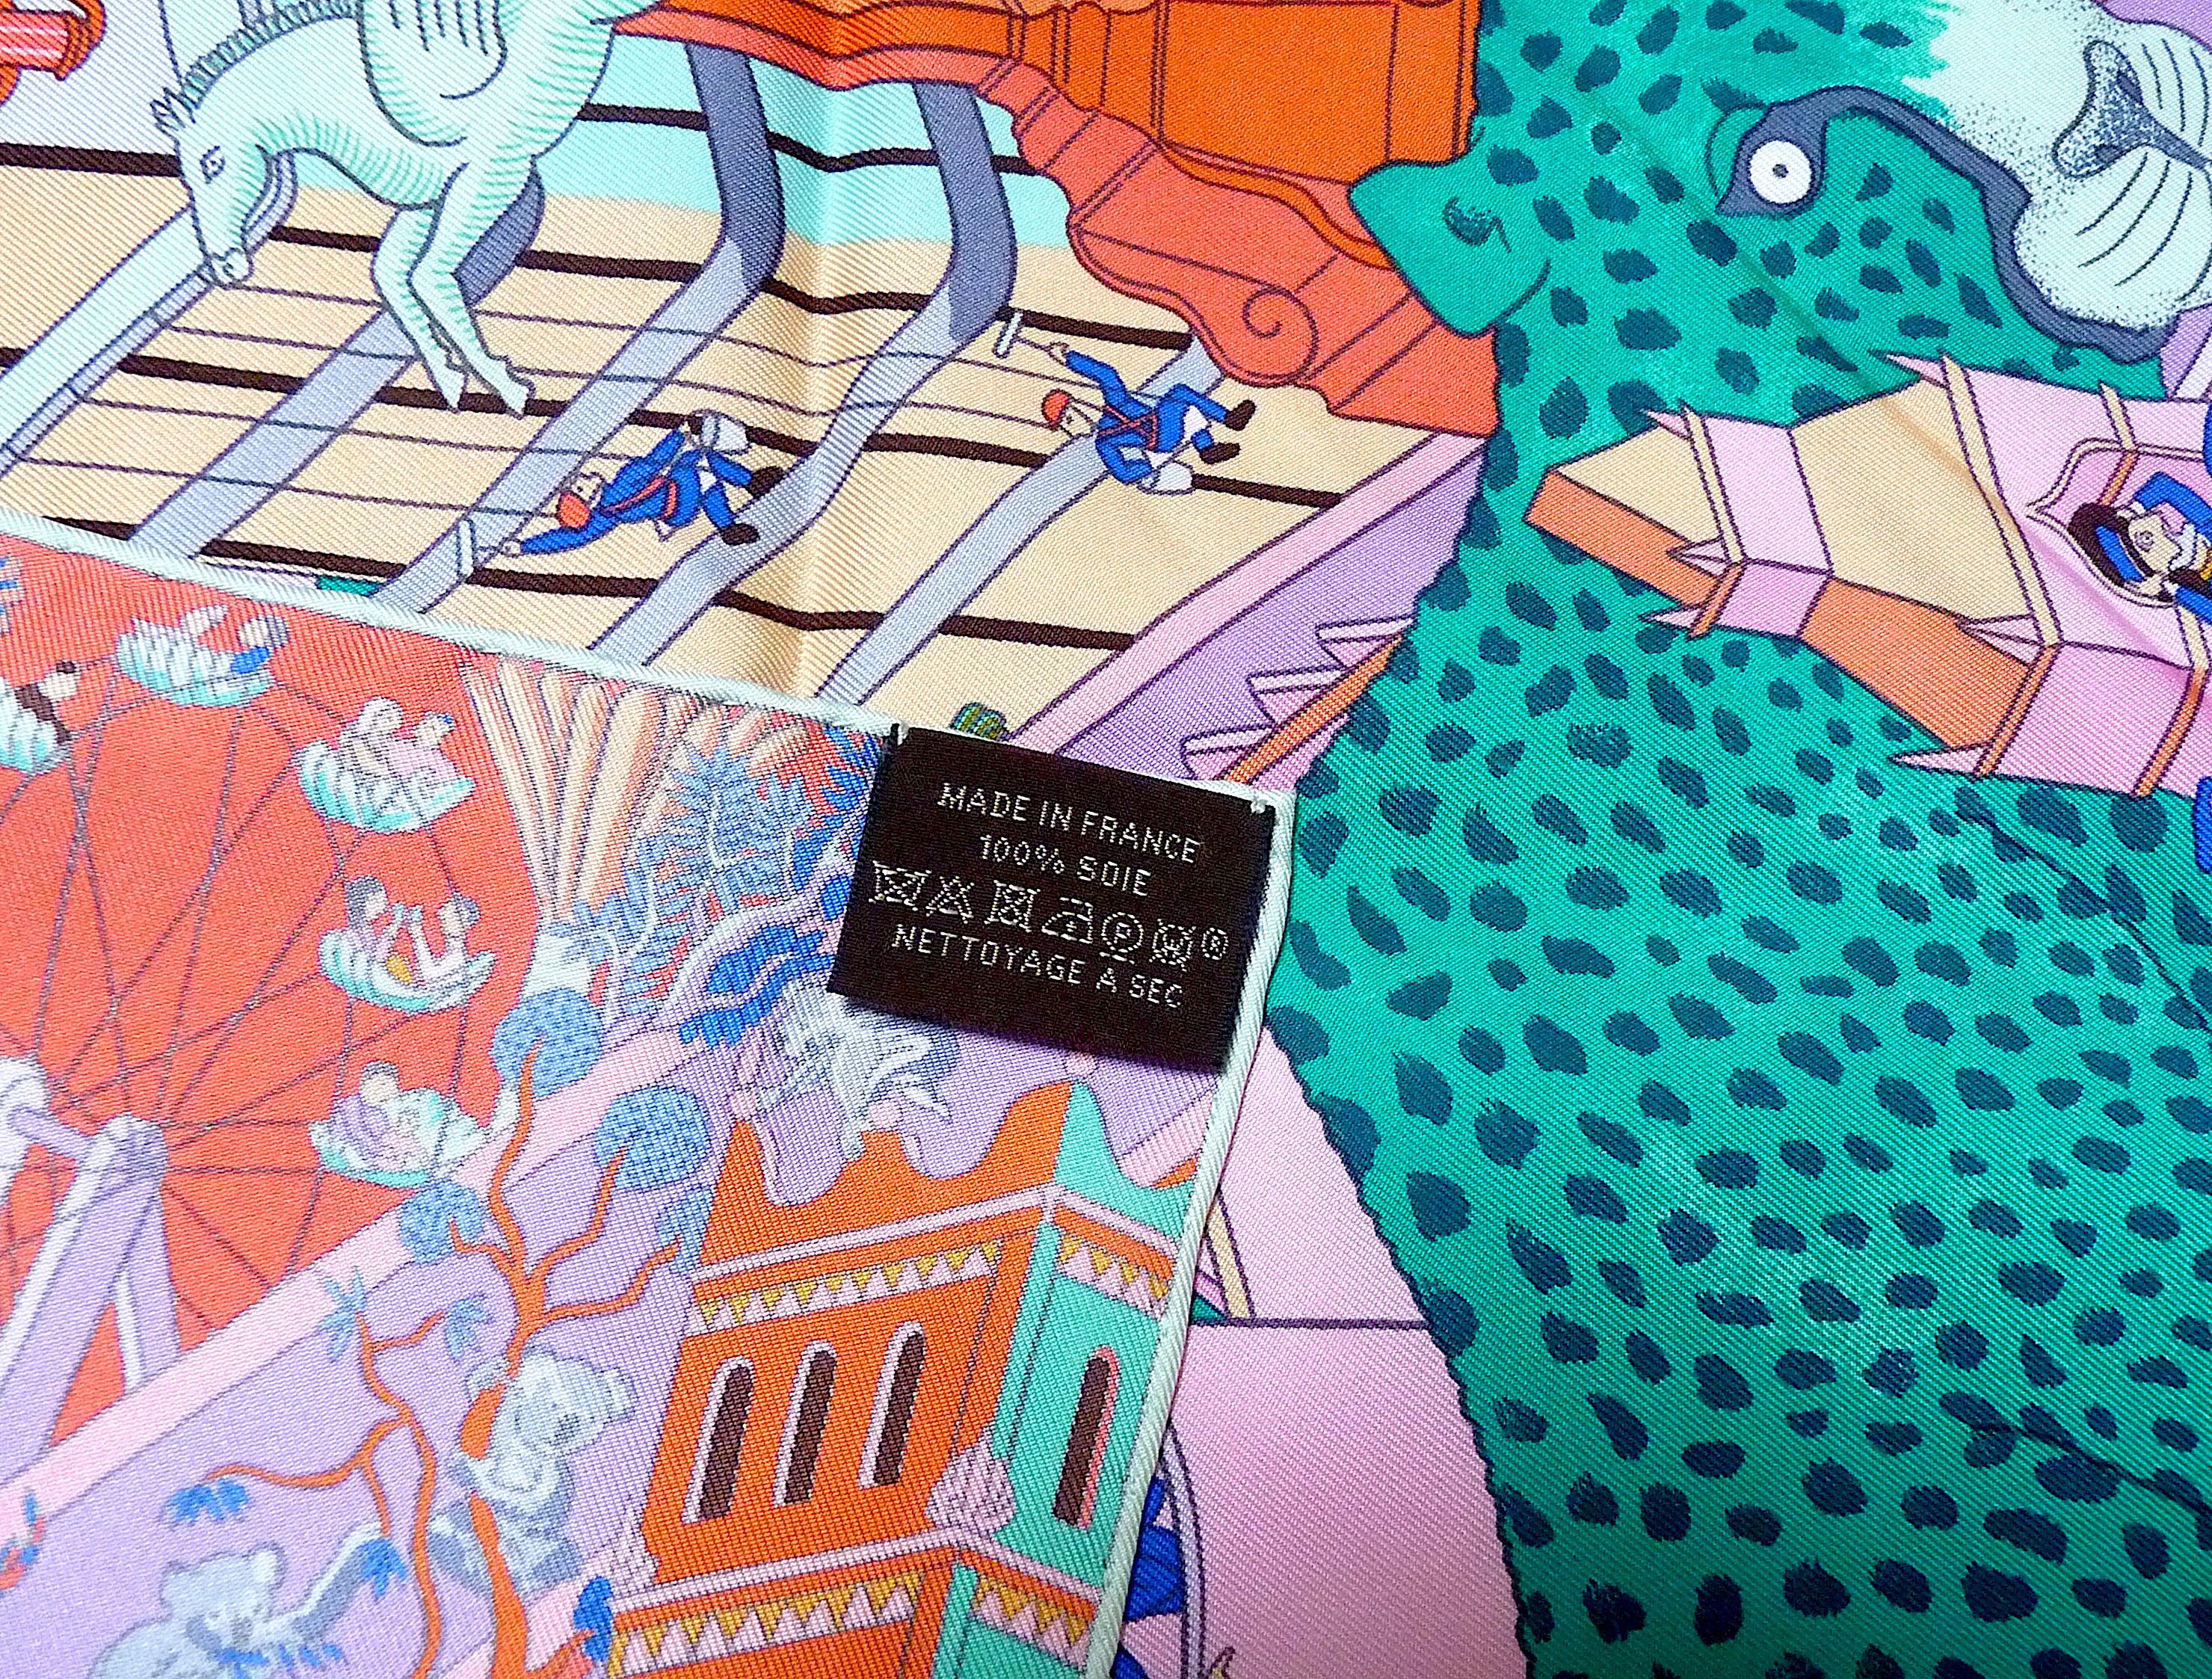 MADE IN FRANCE
100% SOIE
P ®
NETTOYAGE A SEC